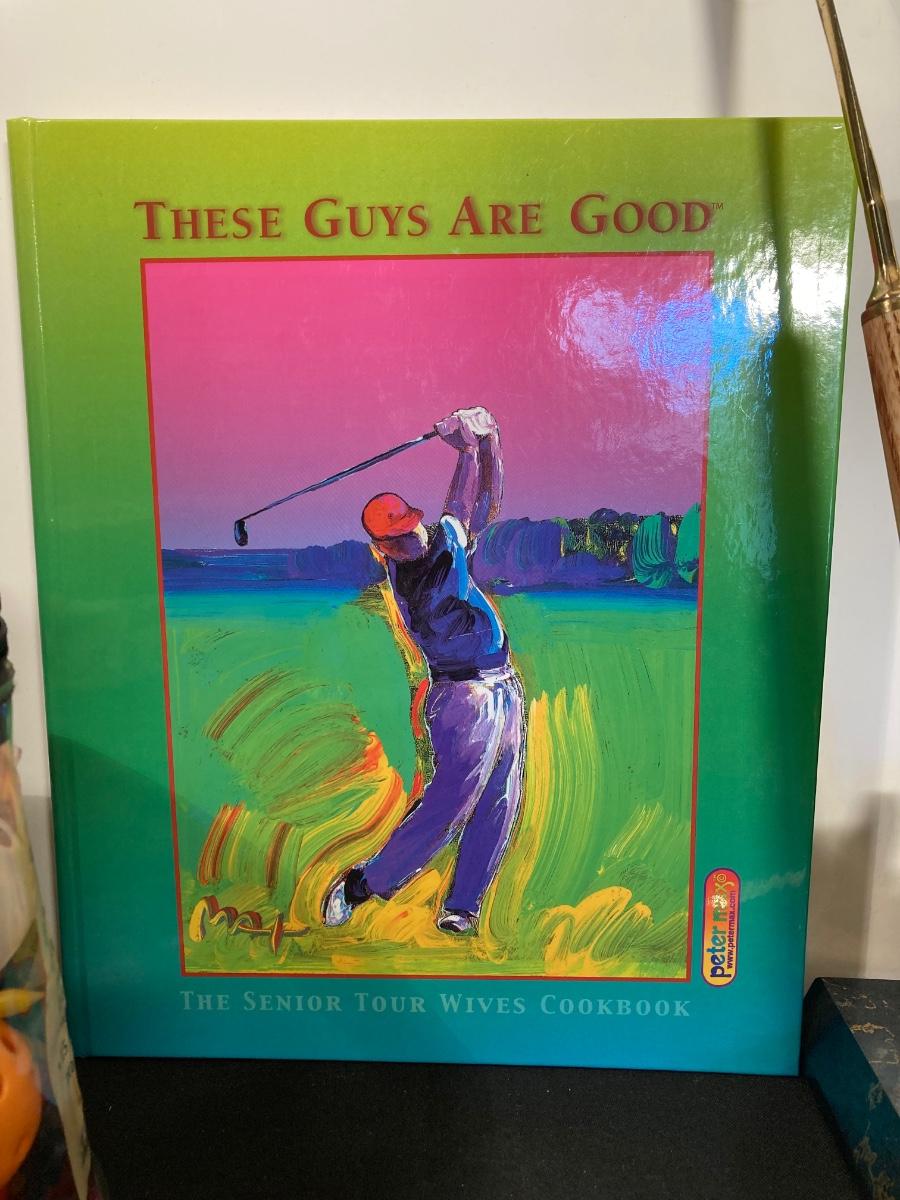 THESE GUYS ARE GOOD™
max
THE SENIOR TOUR WIVES COOKBOOK
peter max©
www.petermax.com